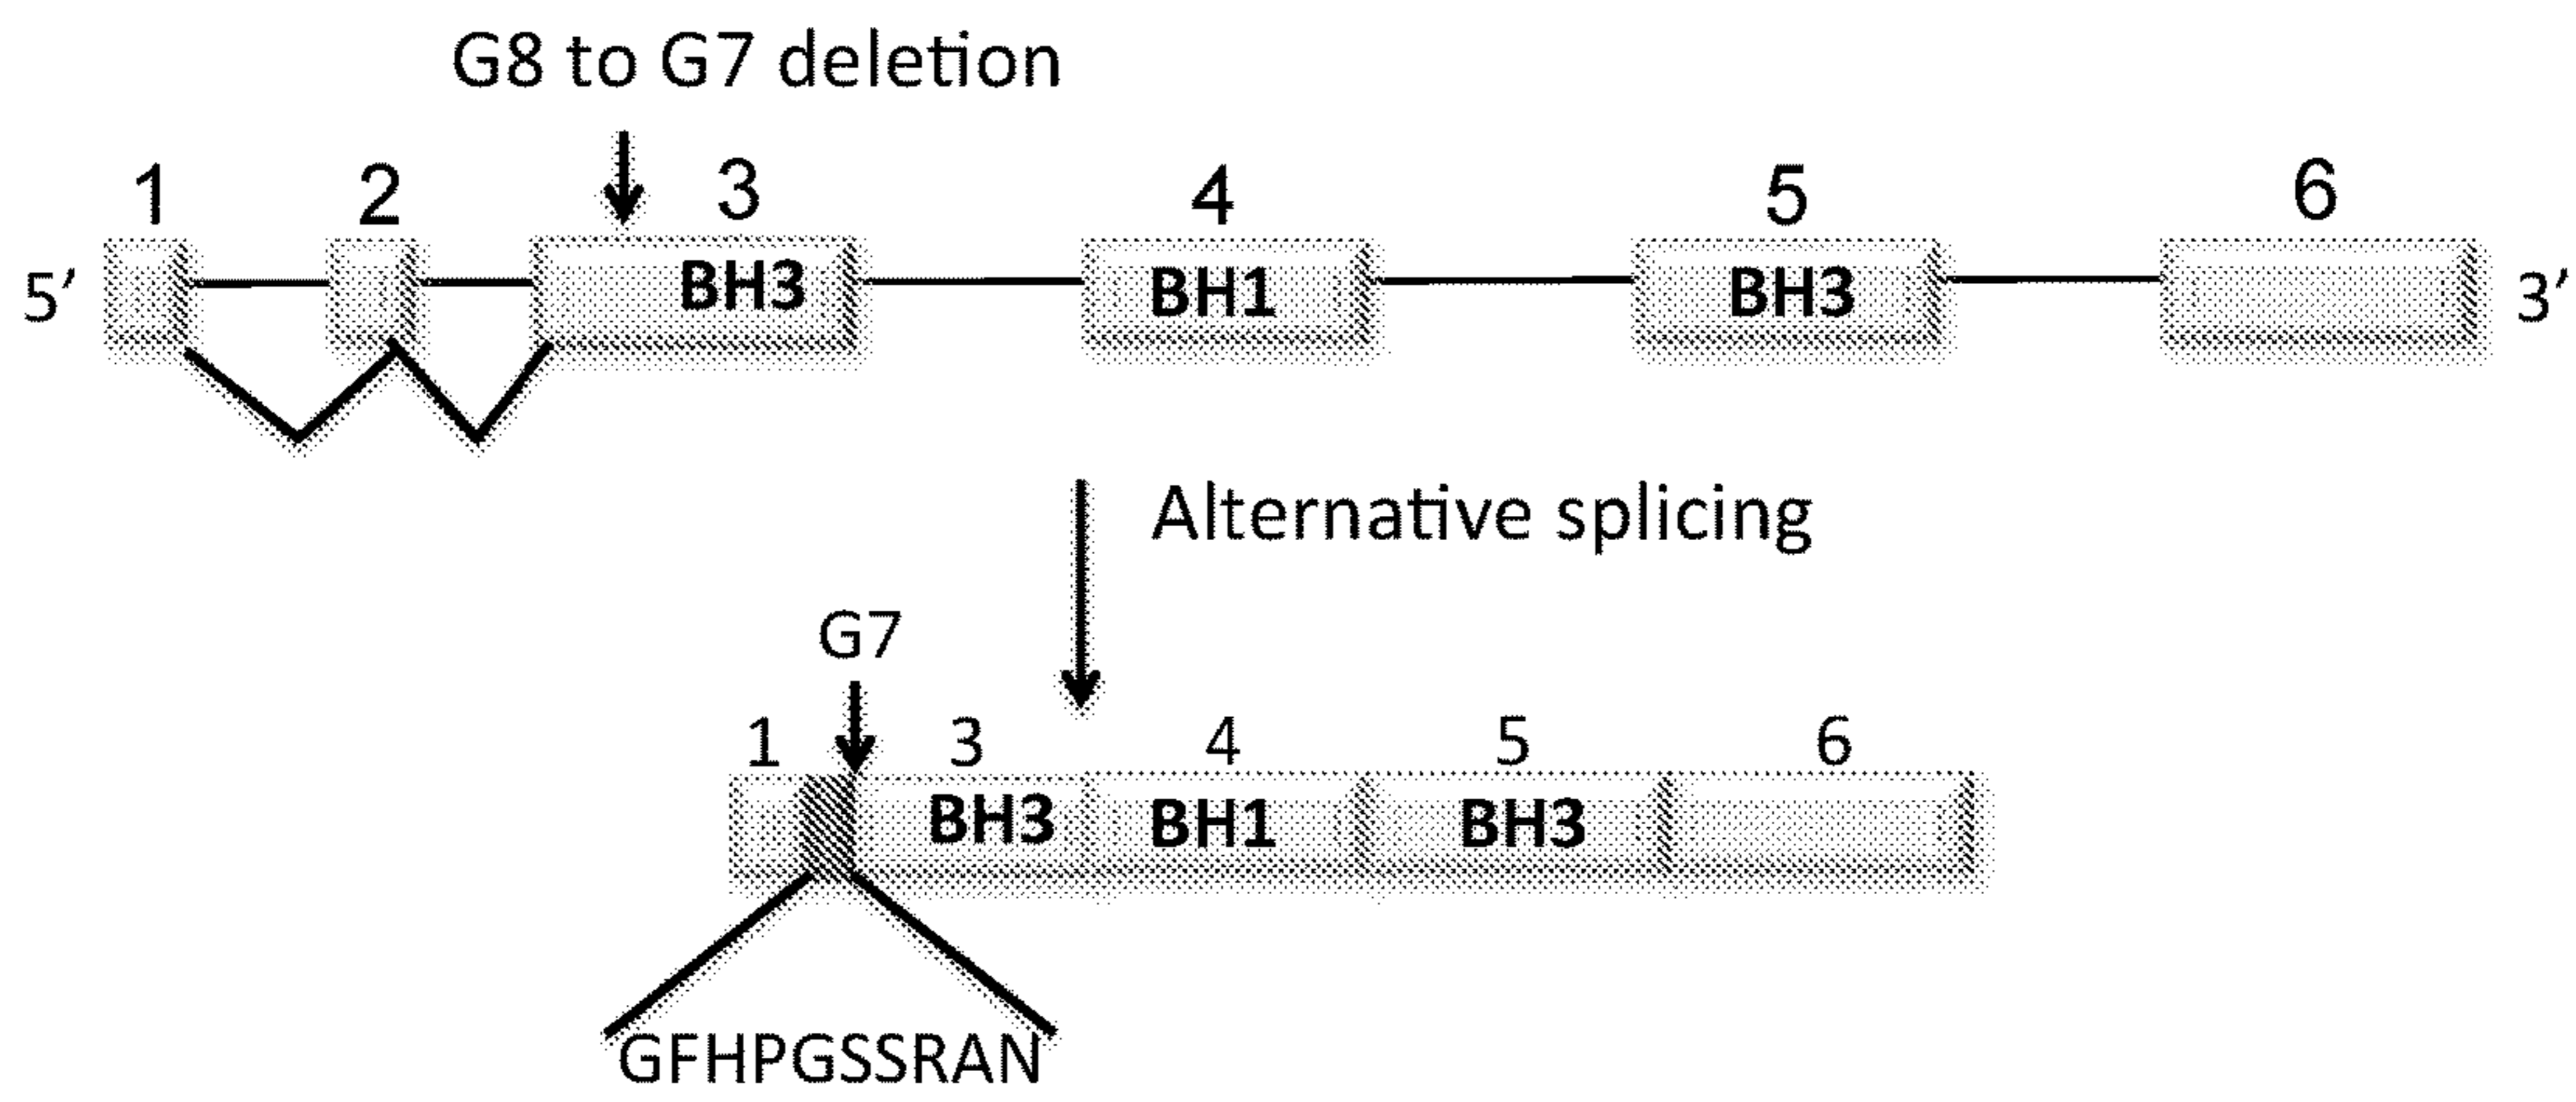 G8 to G7 deletion
1 2 3 4 5 6
5′ BH3 BH1 BH3 3′
Alternative splicing
G7
1 3 4 5 6
BH3 BH1 BH3
GFHPGSSRAN